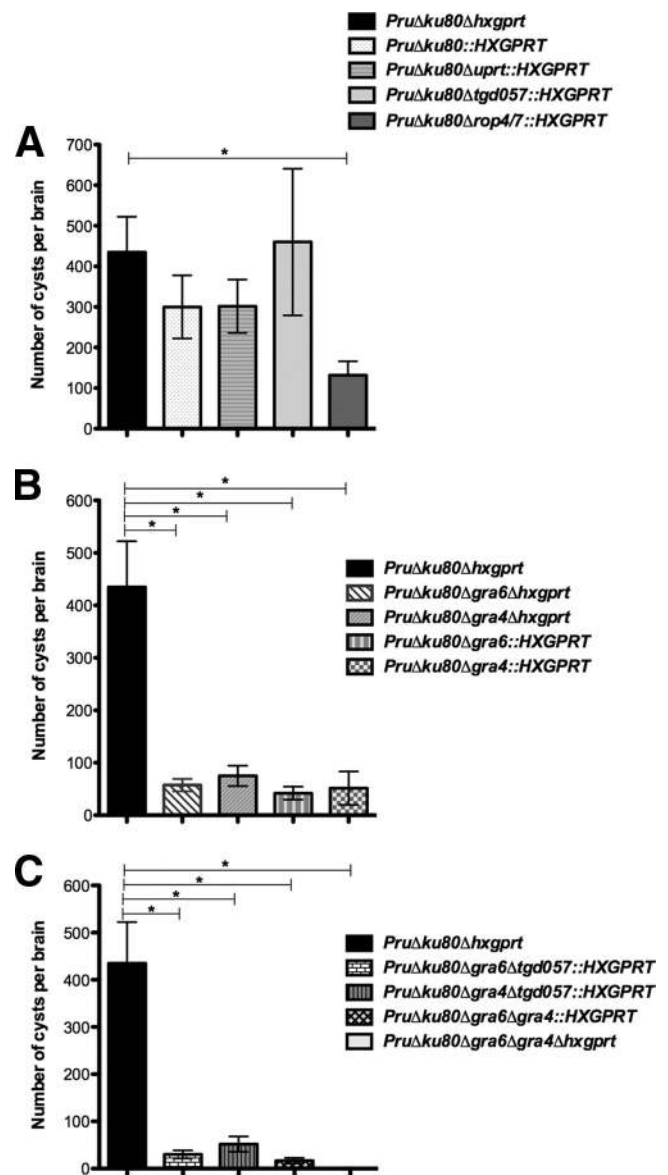 PruΔku80Δhxgprt
PruΔku80::HXGPRT
PruΔku80Δuprt::HXGPRT
PruΔku80Δtgd057::HXGPRT
PruΔku80Δrop4/7::HXGPRT
A
Number of cysts per brain
700
600
500
400
300
200
100
0
*
B
Number of cysts per brain
600
500
400
300
200
100
0
*
*
*
*
PruΔku80Δhxgprt
PruΔku80Δgra6Δhxgprt
PruΔku80Δgra4Δhxgprt
PruΔku80Δgra6::HXGPRT
PruΔku80Δgra4::HXGPRT
C
Number of cysts per brain
600
500
400
300
200
100
0
*
*
*
*
PruΔku80Δhxgprt
PruΔku80Δgra6Δtgd057::HXGPRT
PruΔku80Δgra4Δtgd057::HXGPRT
PruΔku80Δgra6Δgra4::HXGPRT
PruΔku80Δgra6Δgra4Δhxgprt